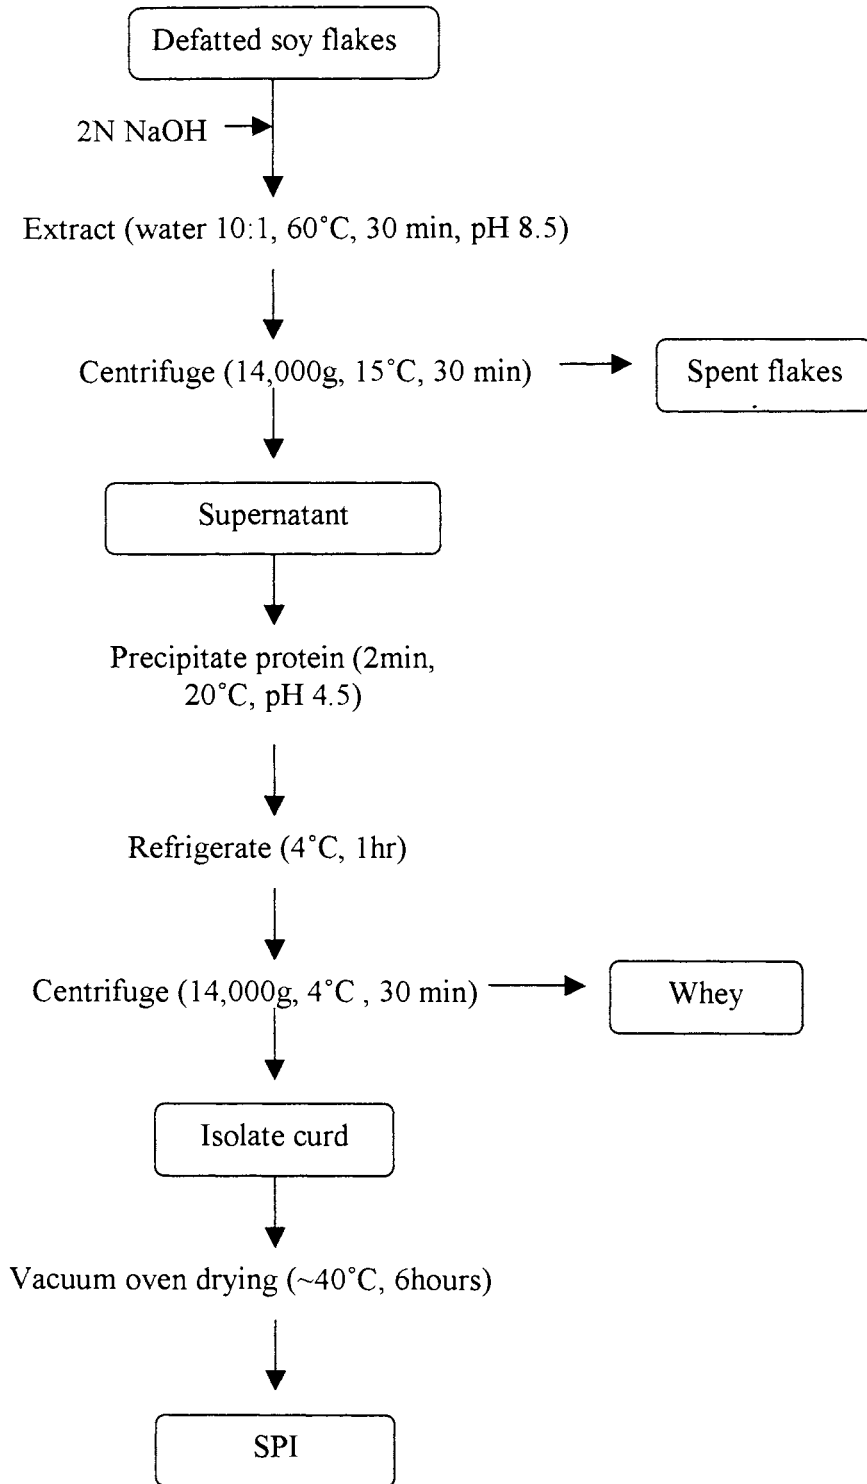 Defatted soy flakes
2N NaOH
Extract (water 10:1, 60˚C, 30 min, pH 8.5)
Centrifuge (14,000g, 15˚C, 30 min)
Spent flakes
Supernatant
Precipitate protein (2min,
20˚C, pH 4.5)
Refrigerate (4˚C, 1hr)
Centrifuge (14,000g, 4˚C , 30 min)
Whey
Isolate curd
Vacuum oven drying (~40˚C, 6hours)
SPI